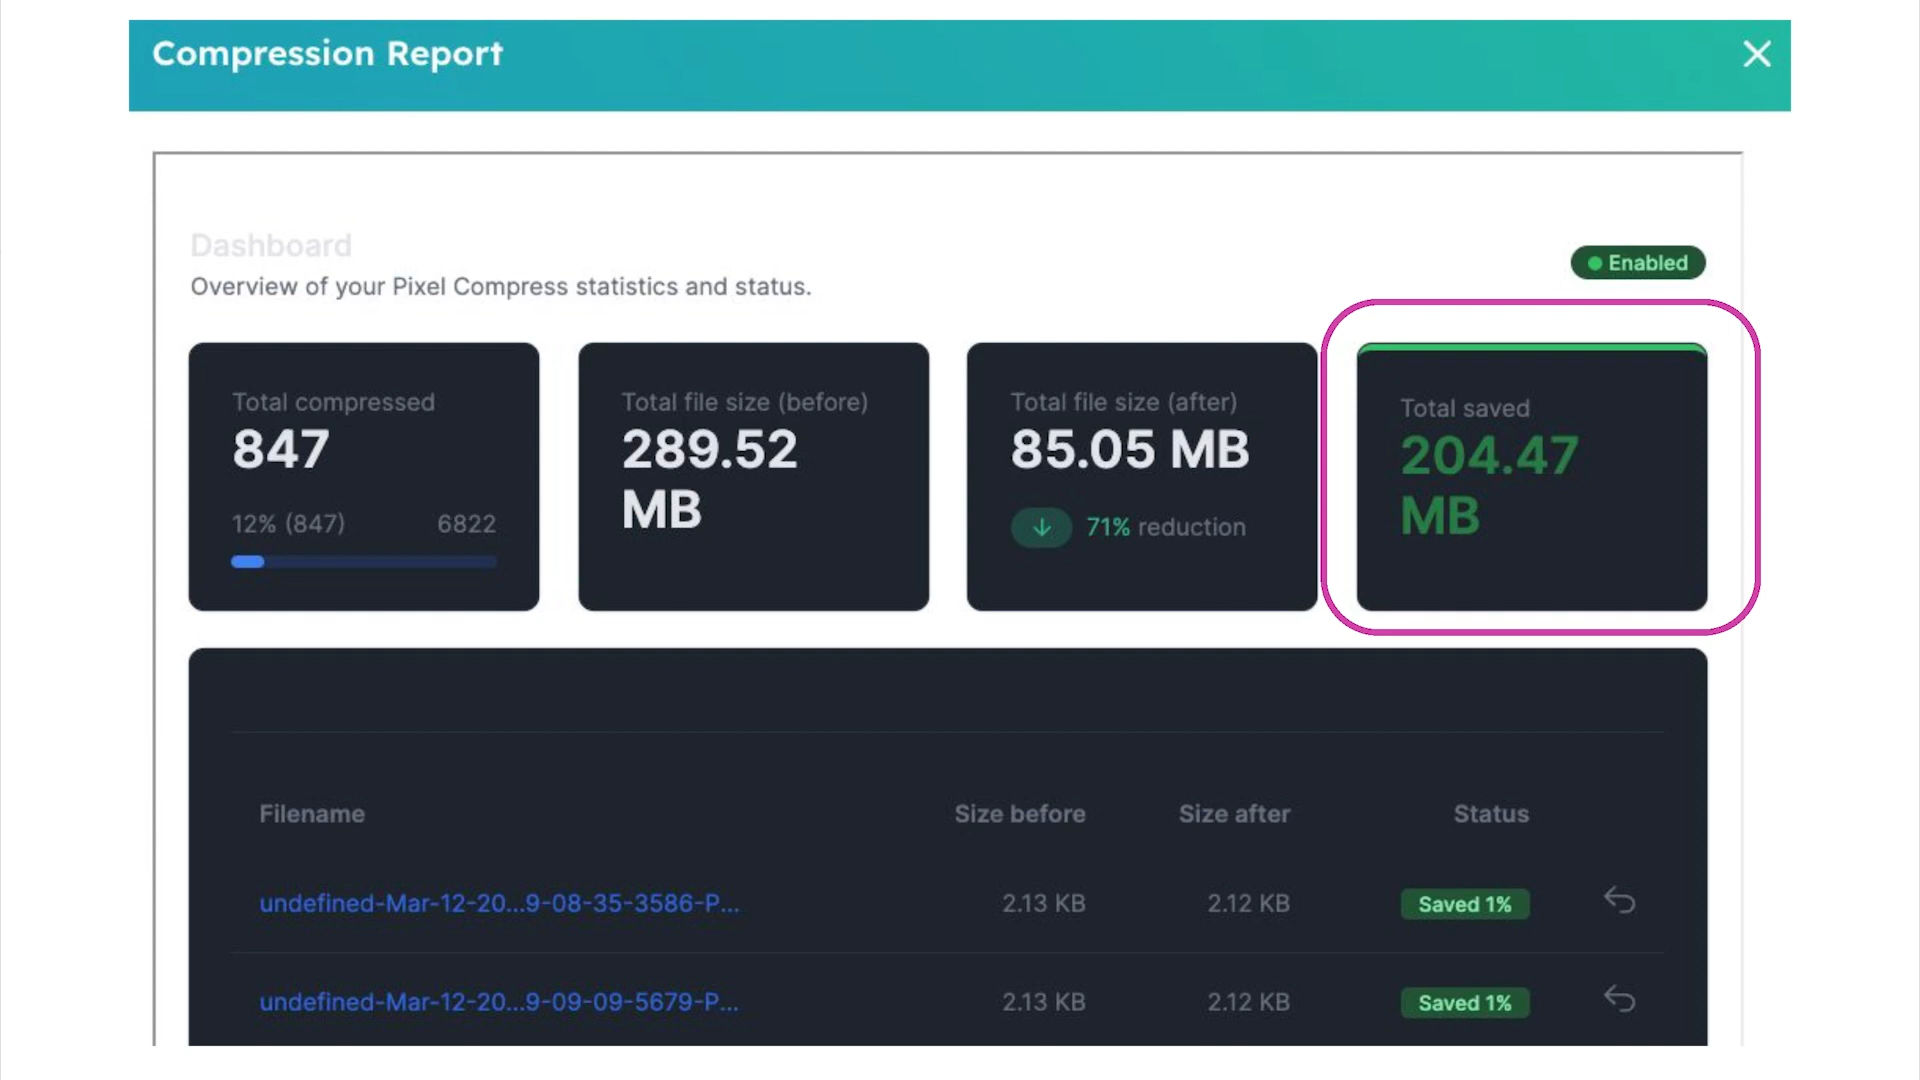 Compression Report
Dashboard
Enabled
Overview of your Pixel Compress statistics and status.
Total compressed
847
12% (847) 6822
Total file size (before)
289.52
MB
Total file size (after)
85.05 MB
71% reduction
Total saved
204.47
MB
Filename Size before Size after Status
undefined-Mar-12-20...9-08-35-3586-P... 2.13 KB 2.12 KB Saved 1%
undefined-Mar-12-20...9-09-09-5679-P... 2.13 KB 2.12 KB Saved 1%